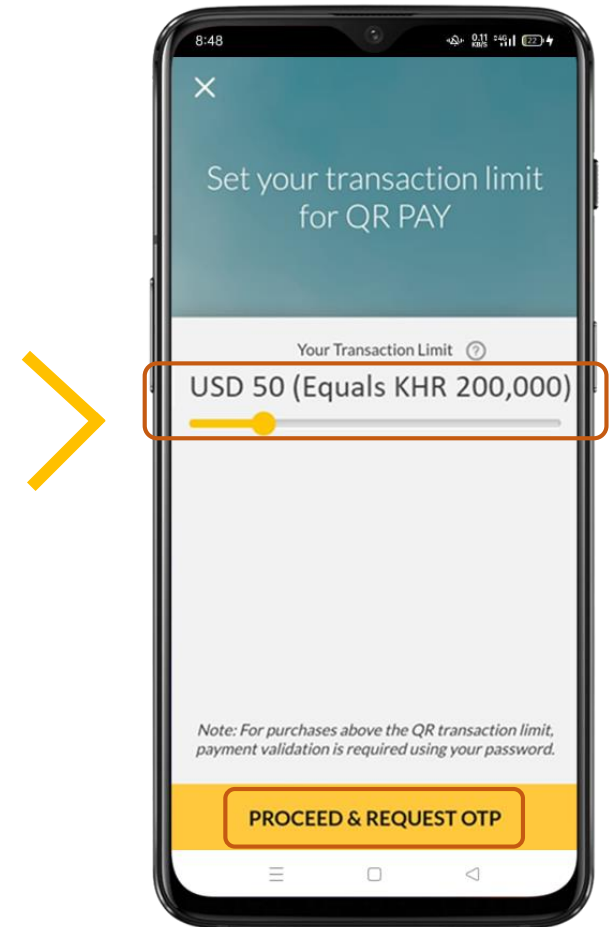 8:48
0.11 KB/S 4G 22
Set your transaction limit
for QR PAY
Your Transaction Limit ?
USD 50 (Equals KHR 200,000)
Note: For purchases above the QR transaction limit,
payment validation is required using your password.
PROCEED & REQUEST OTP